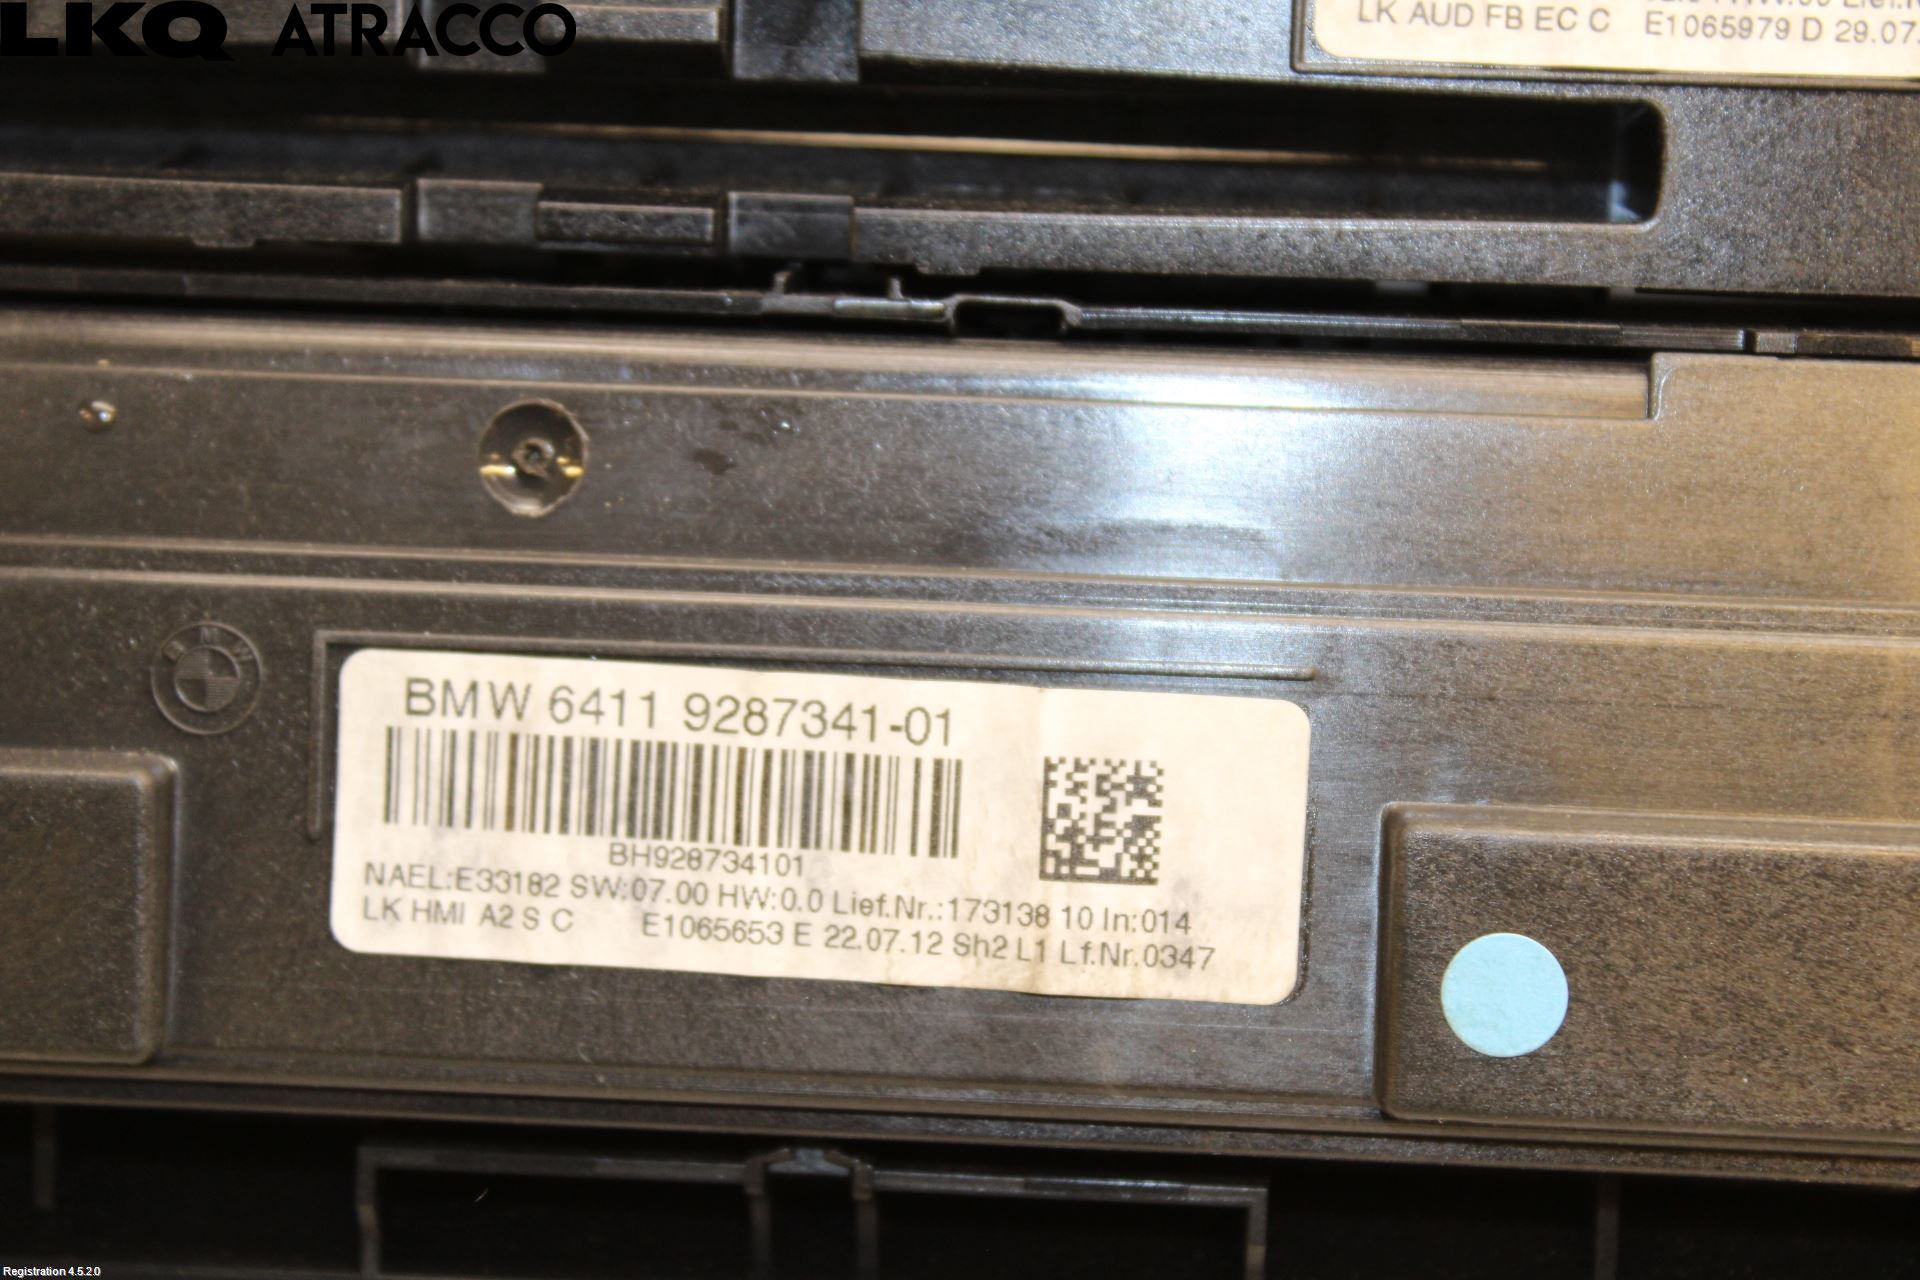 LKQ ATRACCO
LK AUD FB EC C E1065979 D 29.07.
BMW
BMW 6411 9287341-01
BH928734101
NAEL:E33182 SW:07.00 HW:0.0 Lief.Nr.:173138 10 In:014
LK HMI A2 S C E1065653 E 22.07.12 Sh2 L1 Lf.Nr.0347
Registration 4.5.2.0